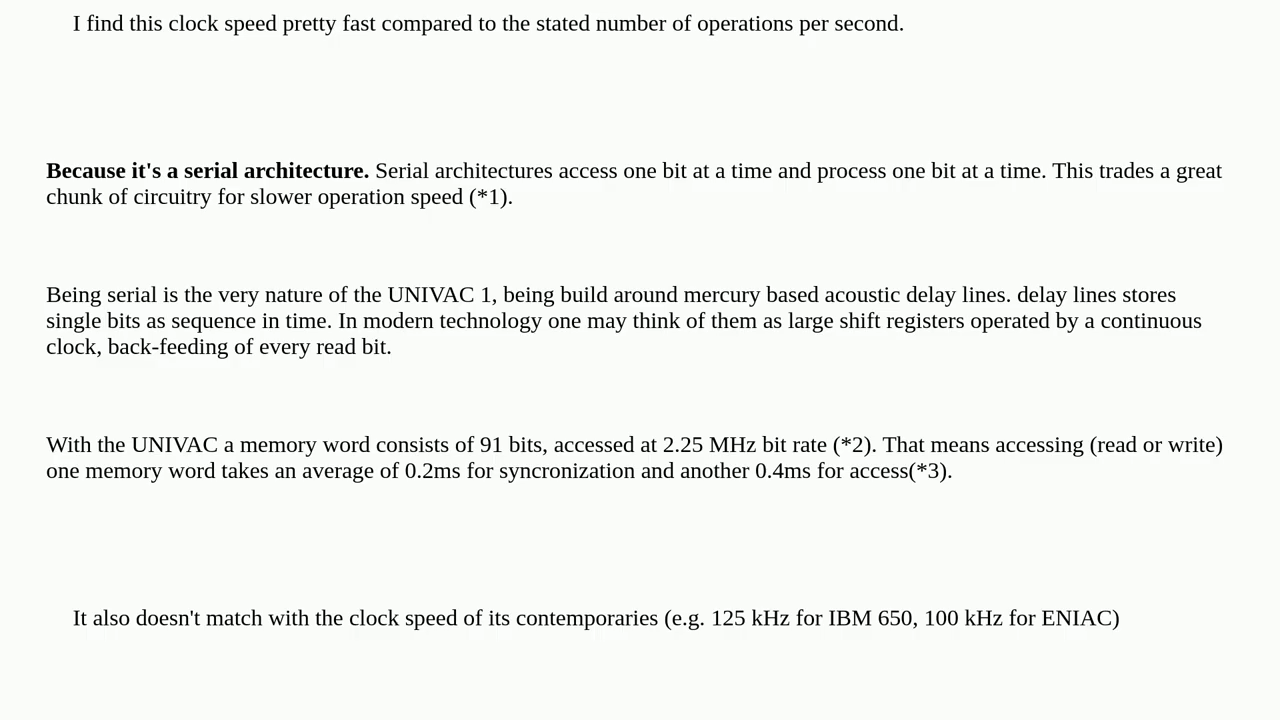 I find this clock speed pretty fast compared to the stated number of operations per second.
Because it's a serial architecture. Serial architectures access one bit at a time and process one bit at a time. This trades a great
chunk of circuitry for slower operation speed (*1).
Being serial is the very nature of the UNIVAC 1, being build around mercury based acoustic delay lines. delay lines stores
single bits as sequence in time. In modern technology one may think of them as large shift registers operated by a continuous
clock, back-feeding of every read bit.
With the UNIVAC a memory word consists of 91 bits, accessed at 2.25 MHz bit rate (*2). That means accessing (read or write)
one memory word takes an average of 0.2ms for syncronization and another 0.4ms for access(*3).
It also doesn't match with the clock speed of its contemporaries (e.g. 125 kHz for IBM 650, 100 kHz for ENIAC)